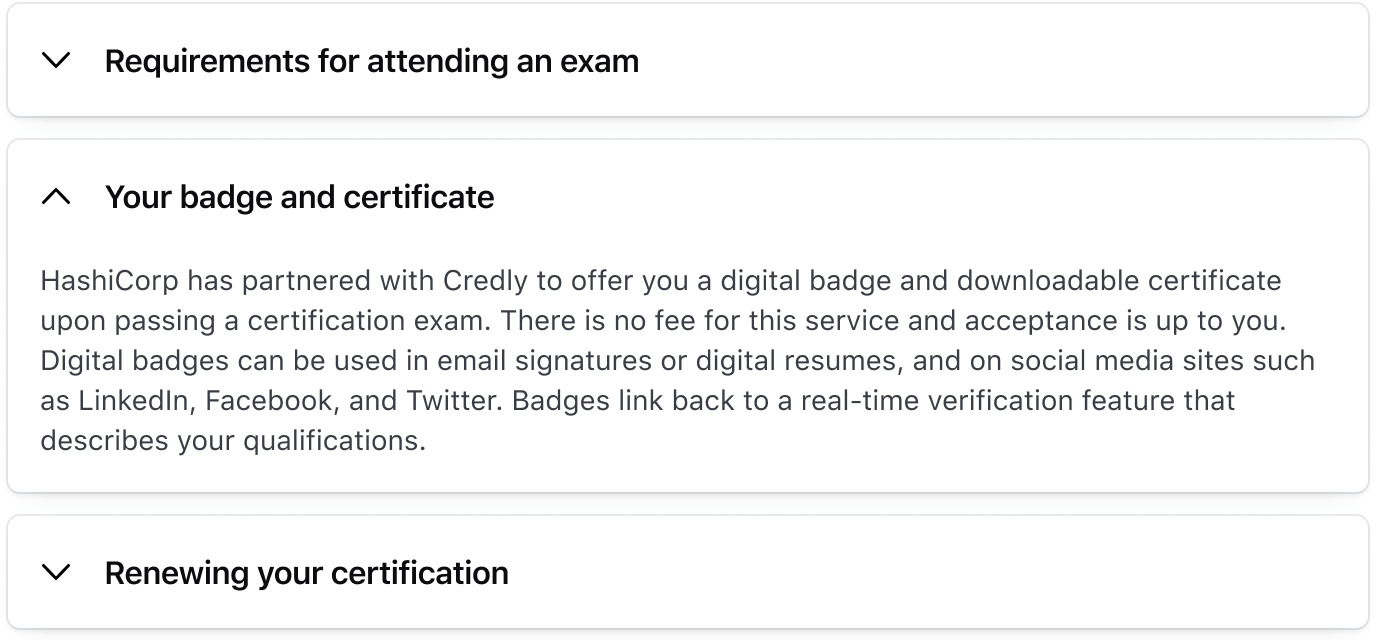 Requirements for attending an exam
Your badge and certificate
HashiCorp has partnered with Credly to offer you a digital badge and downloadable certificate
upon passing a certification exam. There is no fee for this service and acceptance is up to you.
Digital badges can be used in email signatures or digital resumes, and on social media sites such
as LinkedIn, Facebook, and Twitter. Badges link back to a real-time verification feature that
describes your qualifications.
Renewing your certification